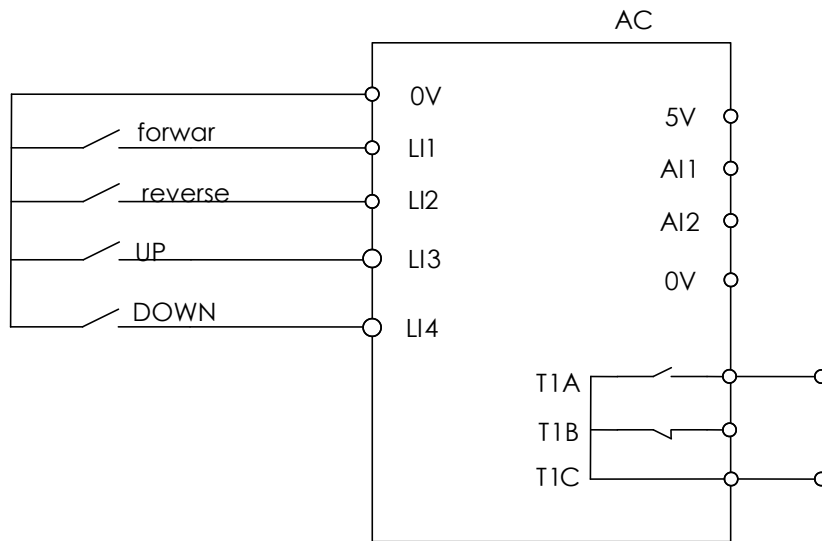 AC
0V
forwar
LI1
reverse
LI2
UP
LI3
DOWN
LI4
5V
AI1
AI2
0V
T1A
T1B
T1C